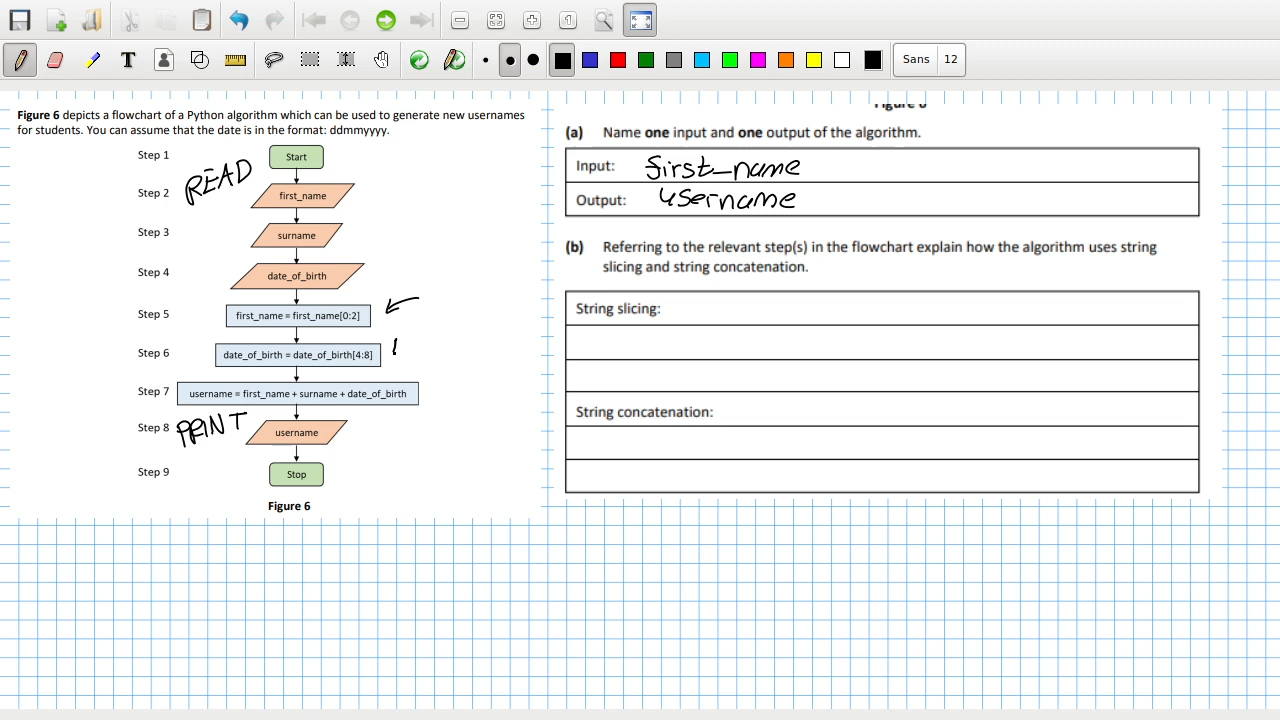 Sans 12
Figure 6 depicts a flowchart of a Python algorithm which can be used to generate new usernames
for students. You can assume that the date is in the format: ddmmyyyy.
Step 1 Start
READ
Step 2 first_name
Step 3 surname
Step 4 date_of_birth
Step 5 first_name = first_name[0:2]
Step 6 date_of_birth = date_of_birth[4:8]
Step 7 username = first_name + surname + date_of_birth
Step 8 PRINT username
Step 9 Stop
Figure 6
Figure 6
(a) Name one input and one output of the algorithm.
Input: first_name
Output: username
(b) Referring to the relevant step(s) in the flowchart explain how the algorithm uses string
slicing and string concatenation.
String slicing:
String concatenation: